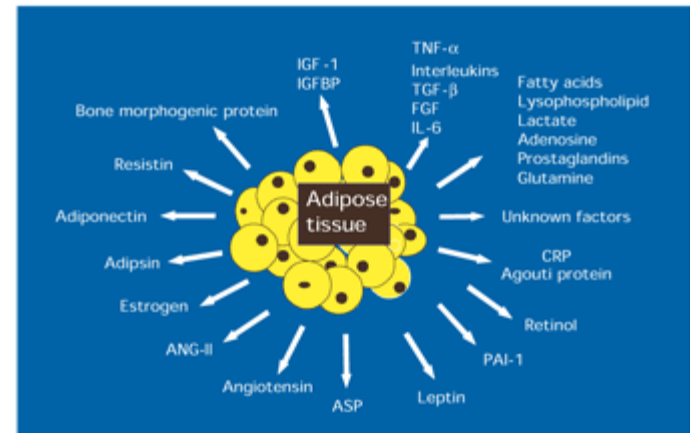 TNF-α
Interleukins
TGF-β
FGF
IL-6
IGF-1
IGFBP
Fatty acids
Lysophospholipid
Lactate
Adenosine
Prostaglandins
Glutamine
Bone morphogenic protein
Resistin
Adipose
tissue
Adiponectin
Unknown factors
Adipsin
CRP
Agouti protein
Estrogen
Retinol
ANG-II
PAI-1
Angiotensin
ASP
Leptin